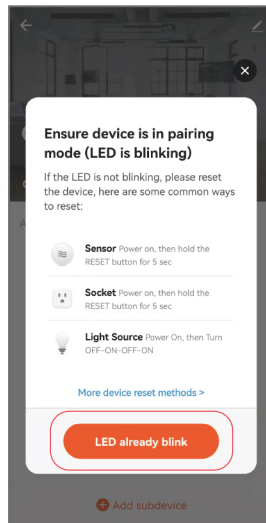 Ensure device is in pairing
mode (LED is blinking)
If the LED is not blinking, please reset
the device, here are some common ways
to reset:
Sensor Power on, then hold the
RESET button for 5 sec
Socket Power on, then hold the
RESET button for 5 sec
Light Source Power On, then Turn
OFF-ON-OFF-ON
More device reset methods >
LED already blink
Add subdevice